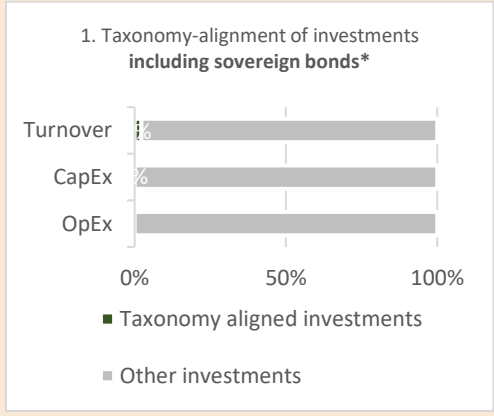 1. Taxonomy-alignment of investments
including sovereign bonds*
Turnover
%
CapEx
%
OpEx
0% 50% 100%
Taxonomy aligned investments
Other investments